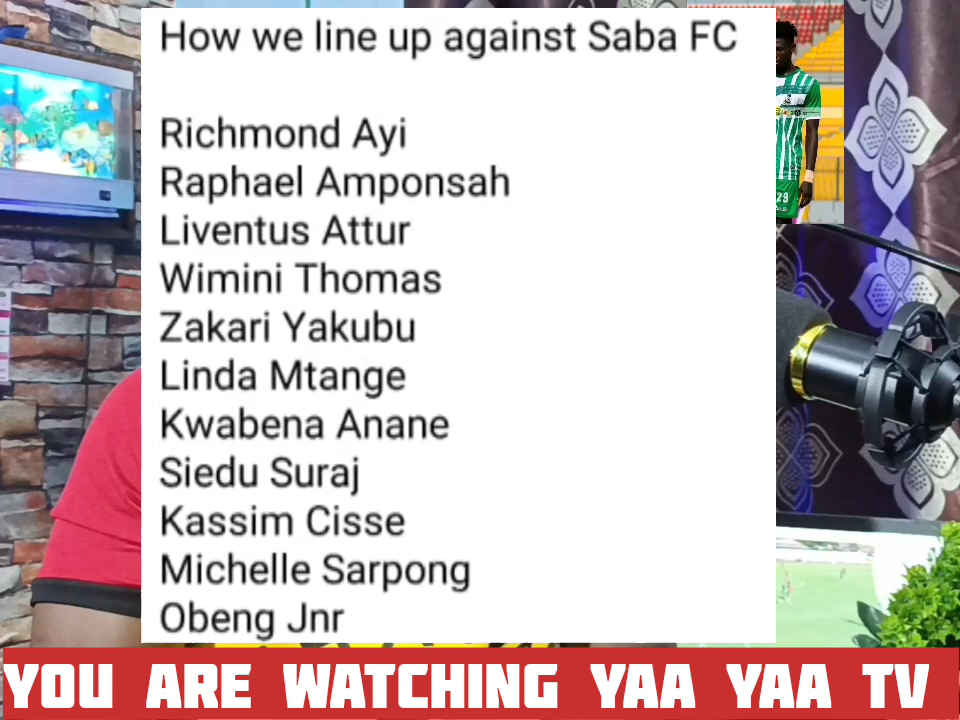 How we line up against Saba FC
Richmond Ayi
Raphael Amponsah
Liventus Attur
Wimini Thomas
Zakari Yakubu
Linda Mtange
Kwabena Anane
Siedu Suraj
Kassim Cisse
Michelle Sarpong
Obeng Jnr
29
YOU ARE WATCHING YAA YAA TV